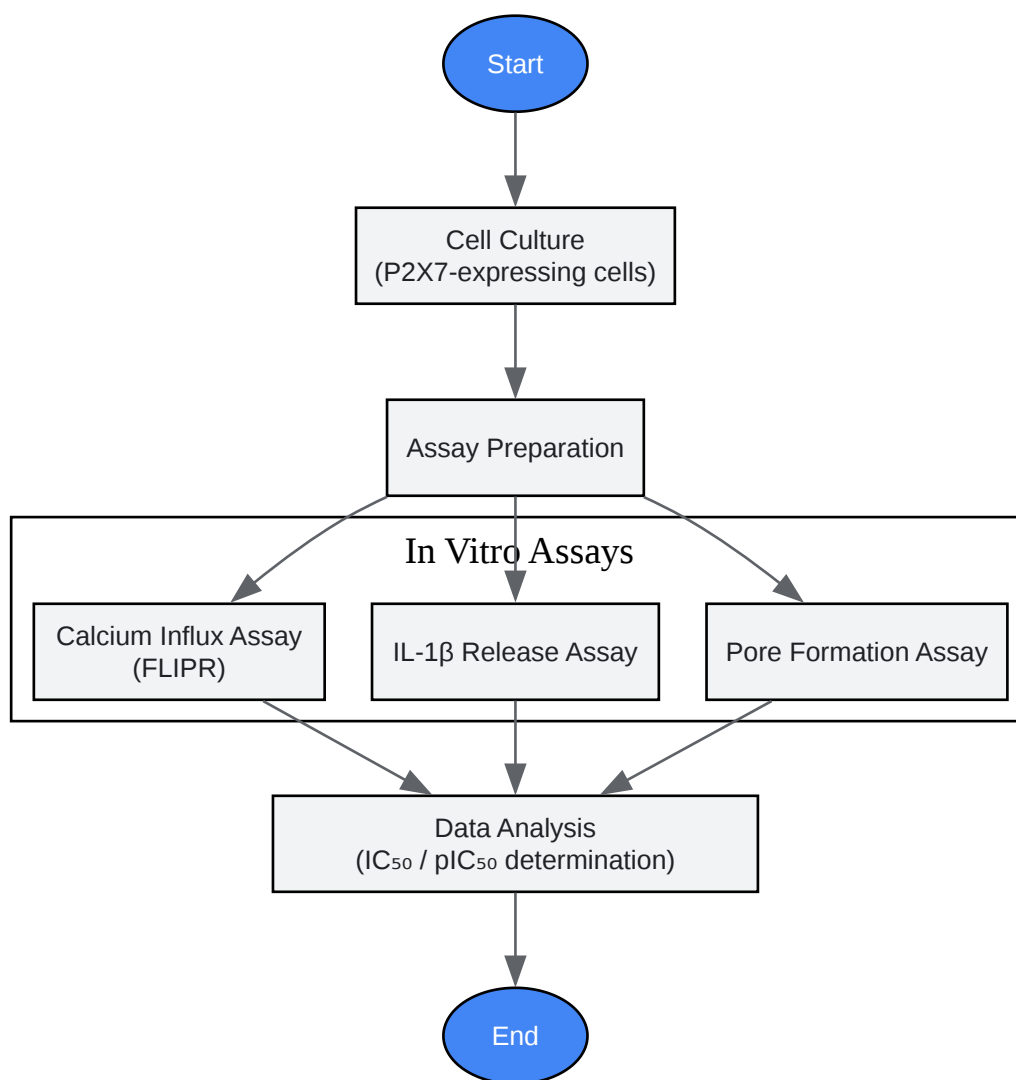 Start
Cell Culture
(P2X7-expressing cells)
Assay Preparation
In Vitro Assays
Calcium Influx Assay
(FLIPR)
IL-1β Release Assay
Pore Formation Assay
Data Analysis
(IC₅₀ / pIC₅₀ determination)
End